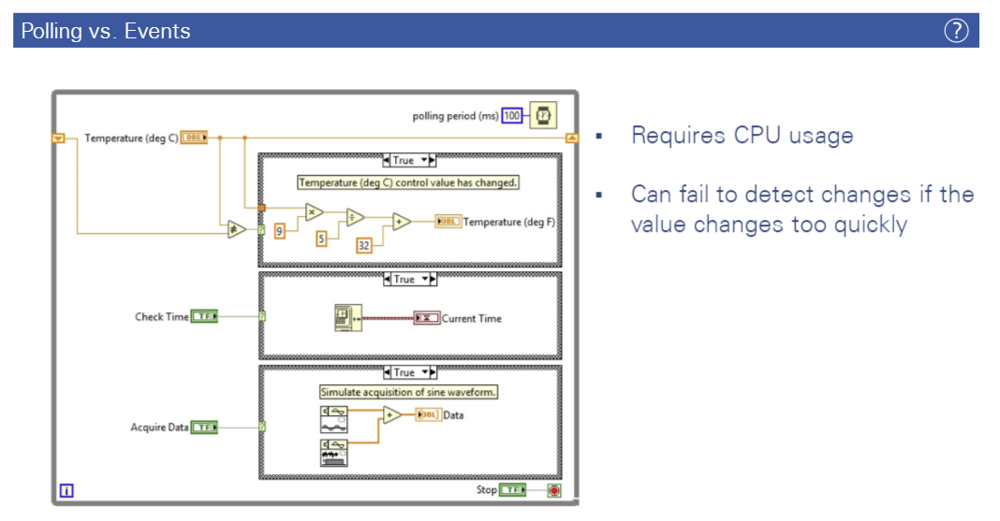 Polling vs. Events
?
polling period (ms) 100
Temperature (deg C) DBL
True
Temperature (deg C) control value has changed.
9
5
32
DBL Temperature (deg F)
?
True
Check Time TF
?
Current Time
True
Simulate acquisition of sine waveform.
DBL Data
Acquire Data TF
?
i
Stop TF
▪ Requires CPU usage
▪ Can fail to detect changes if the
value changes too quickly